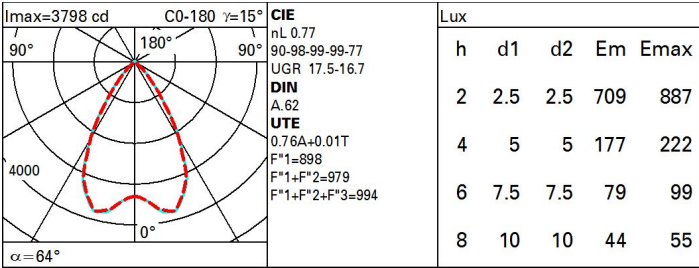 Imax=3798 cd C0-180 γ=15°
90° 180° 90°
4000
0°
α=64°
CIE
nL 0.77
90-98-99-99-77
UGR 17.5-16.7
DIN
A.62
UTE
0.76A+0.01T
F"1=898
F"1+F"2=979
F"1+F"2+F"3=994
Lux
h d1 d2 Em Emax
2 2.5 2.5 709 887
4 5 5 177 222
6 7.5 7.5 79 99
8 10 10 44 55